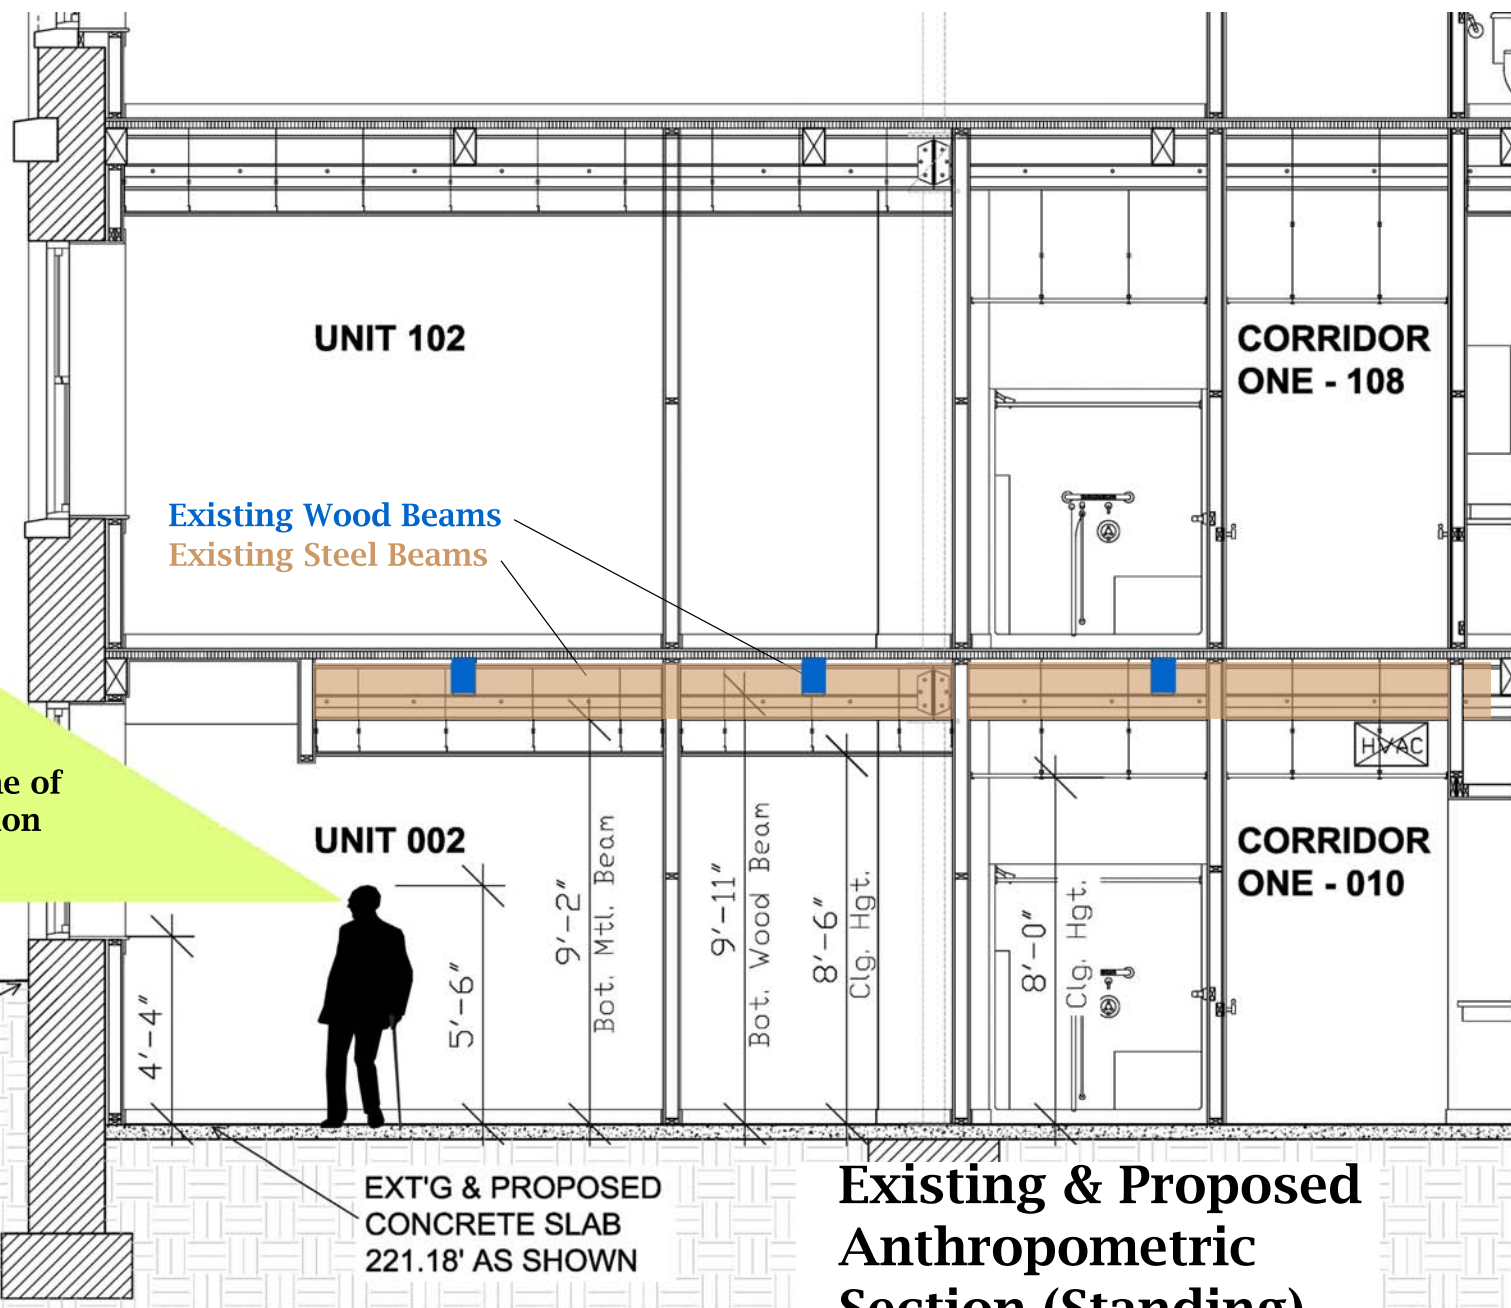 UNIT 102
CORRIDOR
ONE - 108
Existing Wood Beams
Existing Steel Beams
HVAC
UNIT 002
CORRIDOR
ONE - 010
4'-4"
5'-6"
9'-2"
Bot. Mtl. Beam
9'-11"
Bot. Wood Beam
8'-6"
Clg. Hgt.
8'-0"
Clg. Hgt.
EXT'G & PROPOSED
CONCRETE SLAB
221.18' AS SHOWN
Existing & Proposed
Anthropometric
Section (Standing)